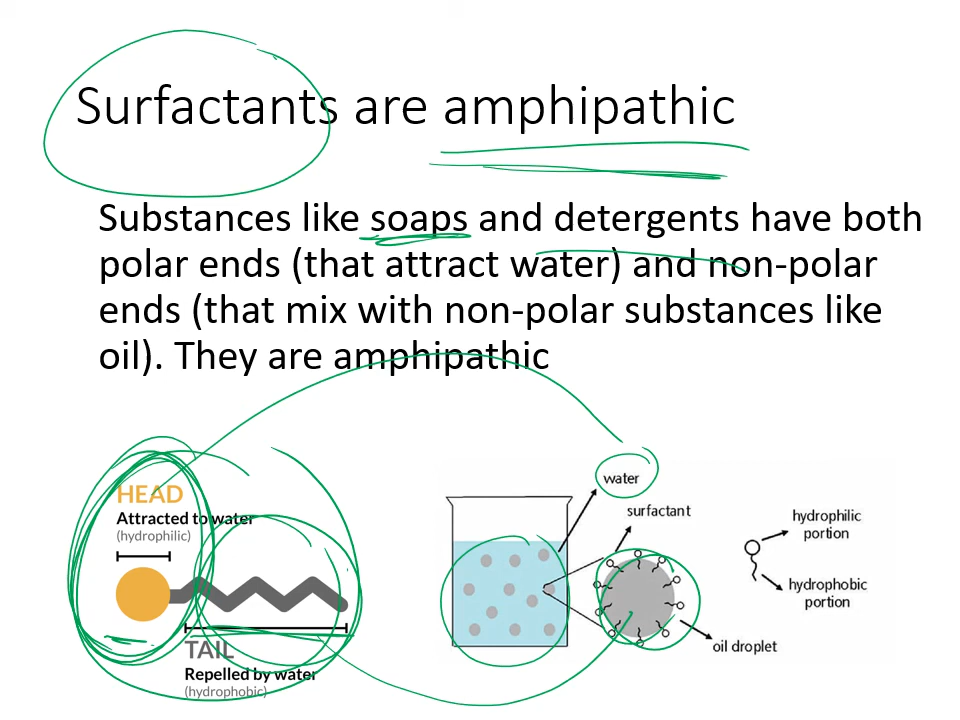 Surfactants are amphipathic
Substances like soaps and detergents have both
polar ends (that attract water) and non-polar
ends (that mix with non-polar substances like
oil). They are amphipathic
HEAD
Attracted to water
(hydrophilic)
TAIL
Repelled by water
(hydrophobic)
water
surfactant
oil droplet
hydrophilic
portion
hydrophobic
portion